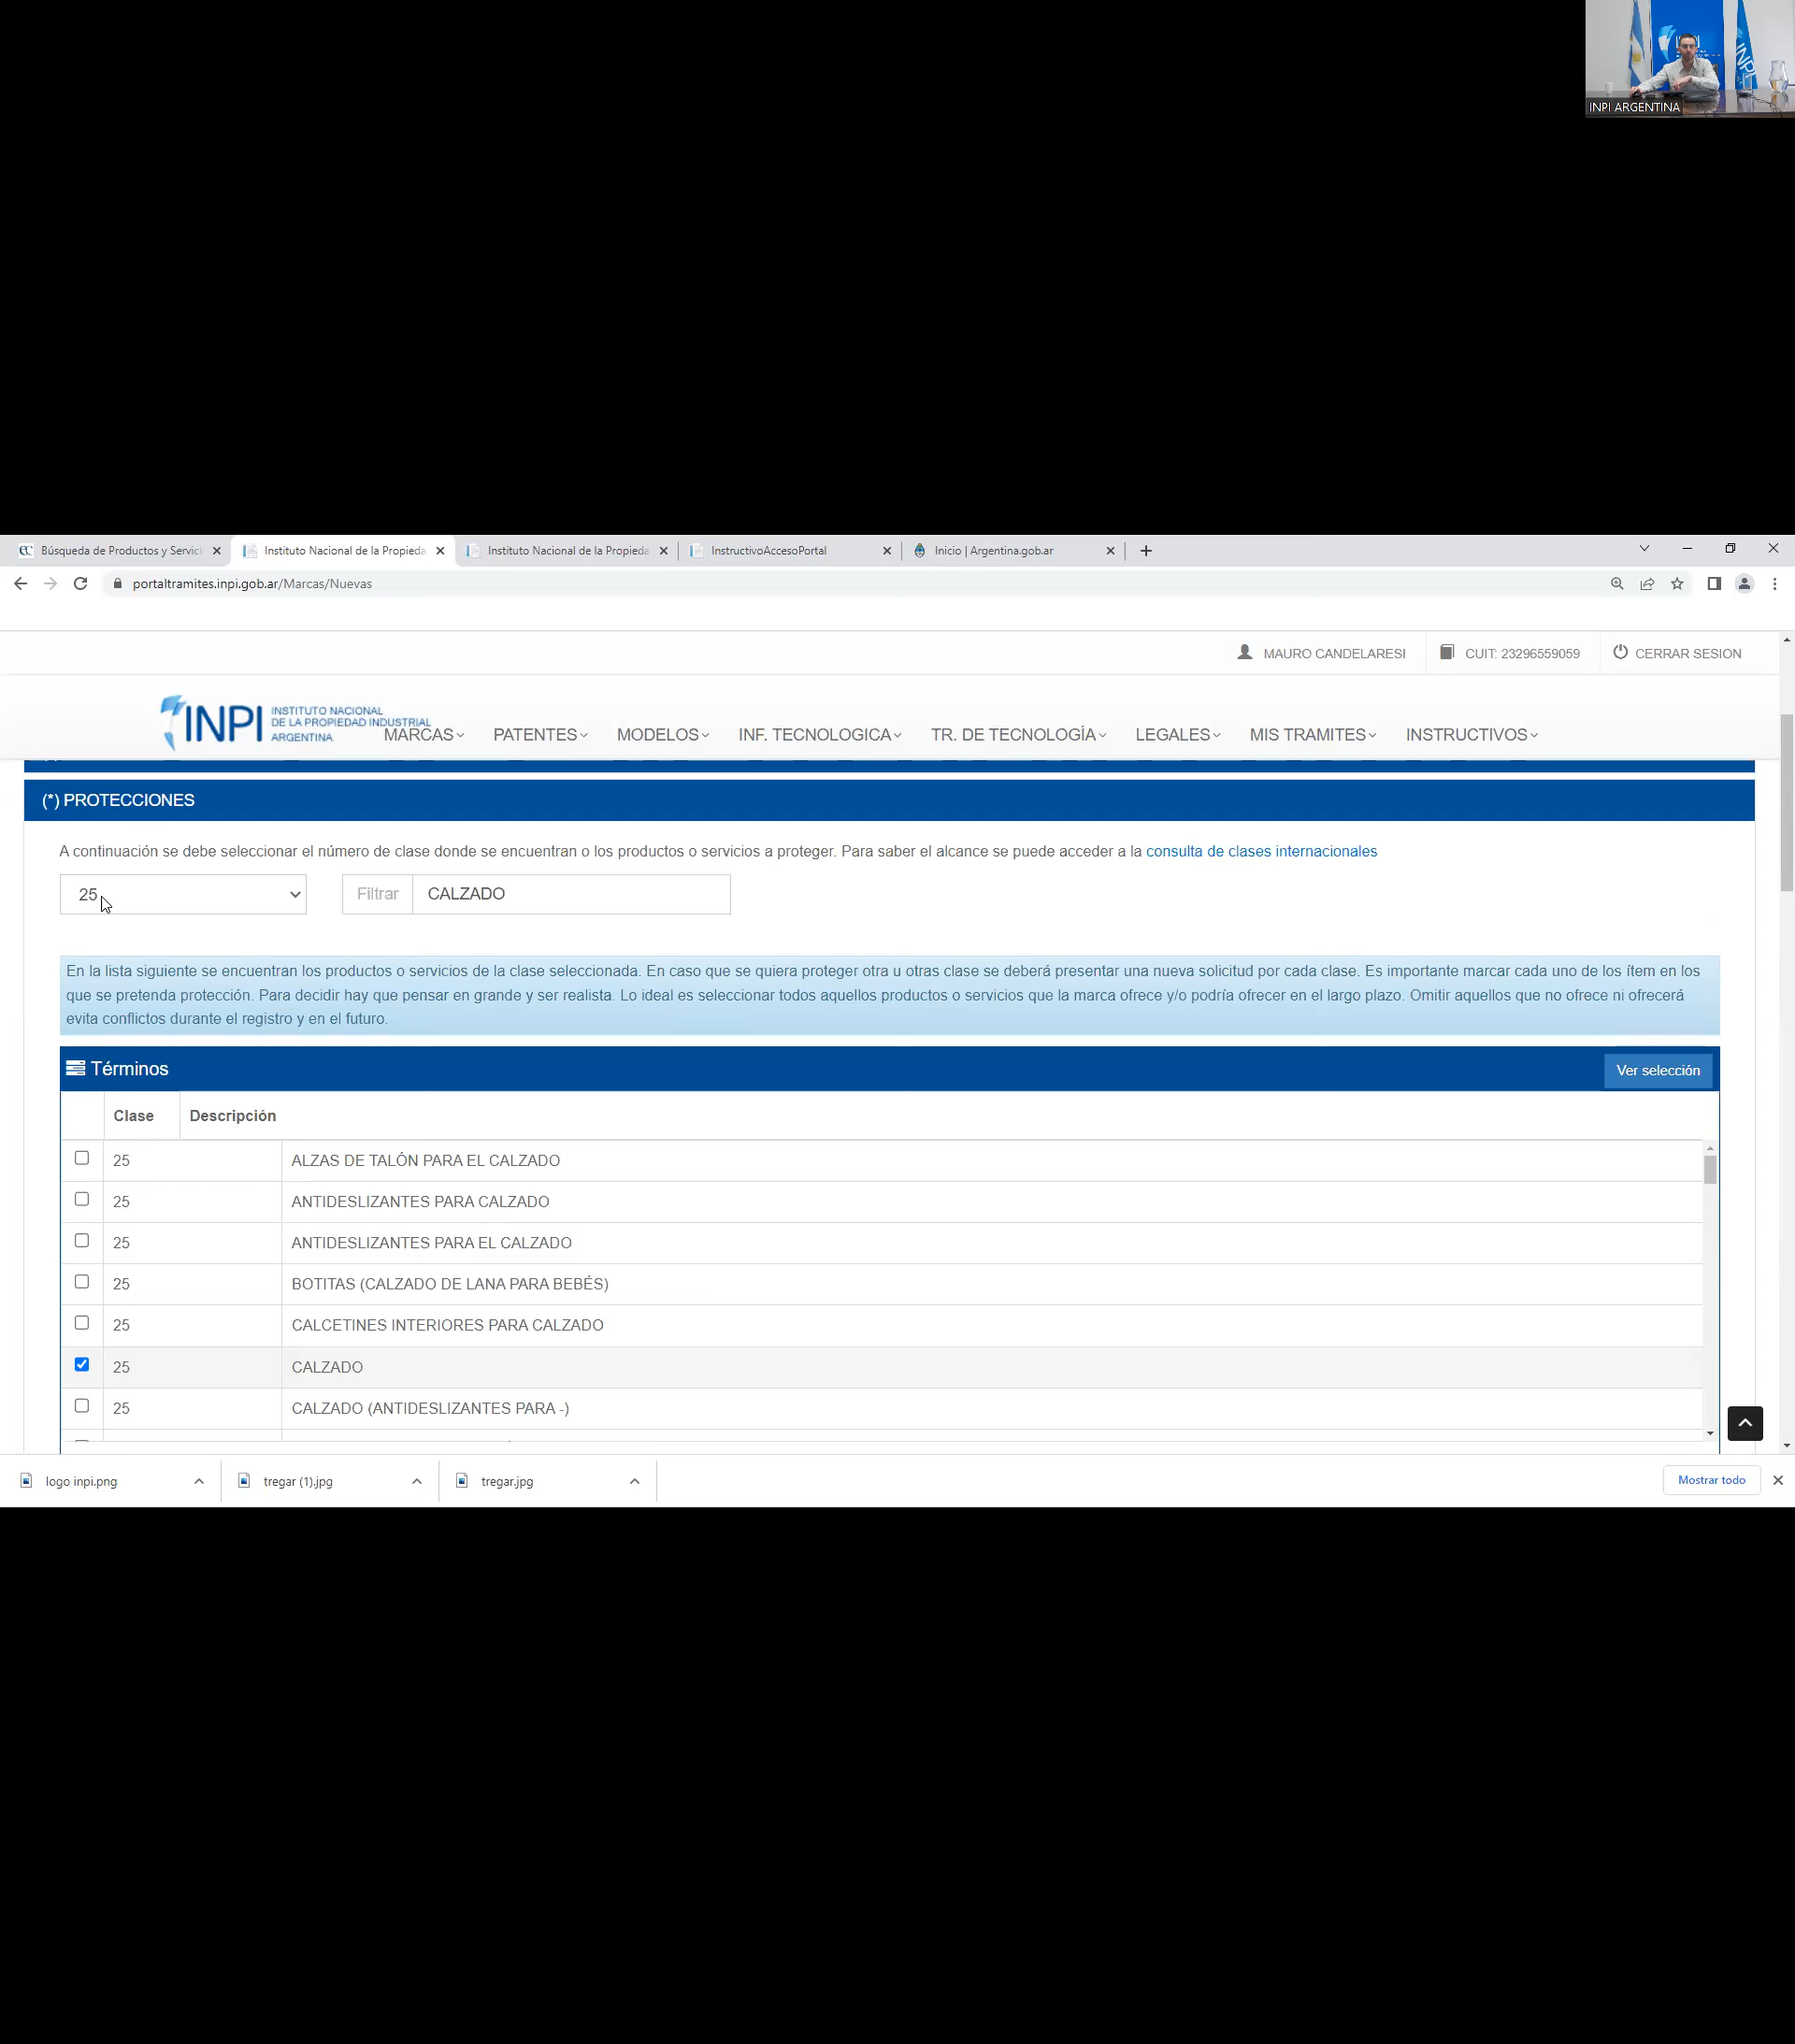 INPI
INPI ARGENTINA
Búsqueda de Productos y Servici
Instituto Nacional de la Propieda
Instituto Nacional de la Propieda
InstructivoAccesoPortal
Inicio | Argentina.gob.ar
portaltramites.inpi.gob.ar/Marcas/Nuevas
MAURO CANDELARESI
CUIT: 23296559059
CERRAR SESION
INPI
INSTITUTO NACIONAL
DE LA PROPIEDAD INDUSTRIAL
ARGENTINA
MARCAS
PATENTES
MODELOS
INF. TECNOLOGICA
TR. DE TECNOLOGÍA
LEGALES
MIS TRAMITES
INSTRUCTIVOS
(*) PROTECCIONES
A continuación se debe seleccionar el número de clase donde se encuentran o los productos o servicios a proteger. Para saber el alcance se puede acceder a la consulta de clases internacionales
25
Filtrar
CALZADO
En la lista siguiente se encuentran los productos o servicios de la clase seleccionada. En caso que se quiera proteger otra u otras clase se deberá presentar una nueva solicitud por cada clase. Es importante marcar cada uno de los ítem en los
que se pretenda protección. Para decidir hay que pensar en grande y ser realista. Lo ideal es seleccionar todos aquellos productos o servicios que la marca ofrece y/o podría ofrecer en el largo plazo. Omitir aquellos que no ofrece ni ofrecerá
evita conflictos durante el registro y en el futuro.
Términos
Ver selección
Clase Descripción
25 ALZAS DE TALÓN PARA EL CALZADO
25 ANTIDESLIZANTES PARA CALZADO
25 ANTIDESLIZANTES PARA EL CALZADO
25 BOTITAS (CALZADO DE LANA PARA BEBÉS)
25 CALCETINES INTERIORES PARA CALZADO
25 CALZADO
25 CALZADO (ANTIDESLIZANTES PARA -)
logo inpi.png
tregar (1).jpg
tregar.jpg
Mostrar todo